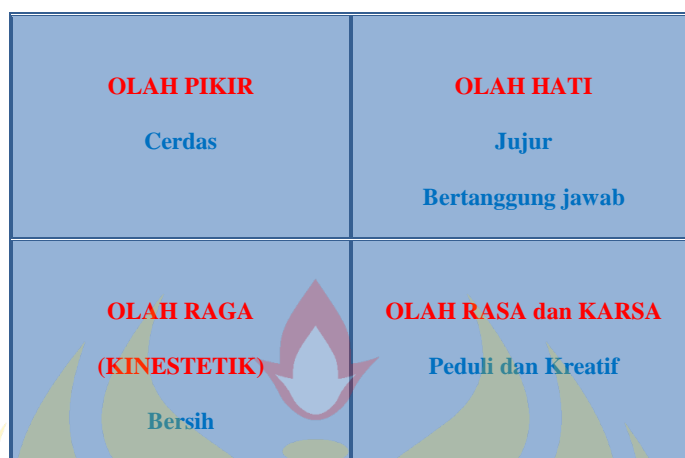 OLAH PIKIR
Cerdas
OLAH HATI
Jujur
Bertanggung jawab
OLAH RAGA
(KINESTETIK)
Bersih
OLAH RASA dan KARSA
Peduli dan Kreatif